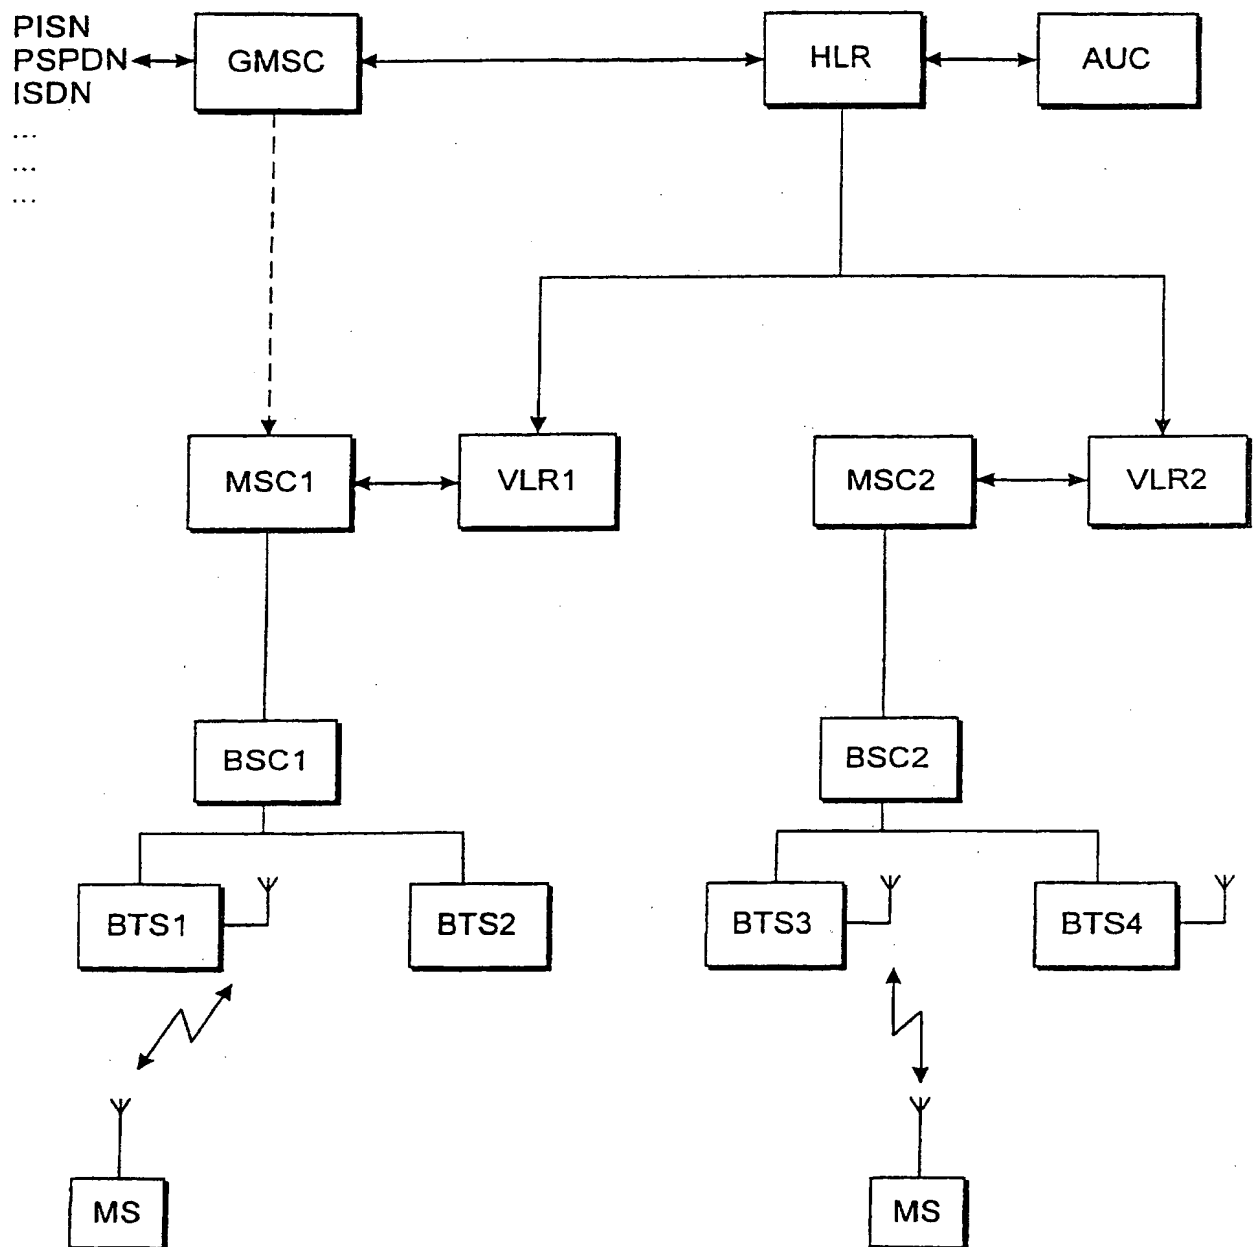 PISN
PSPDN
ISDN
...
...
...
GMSC
HLR
AUC
MSC1
VLR1
MSC2
VLR2
BSC1
BSC2
BTS1
BTS2
BTS3
BTS4
MS
MS